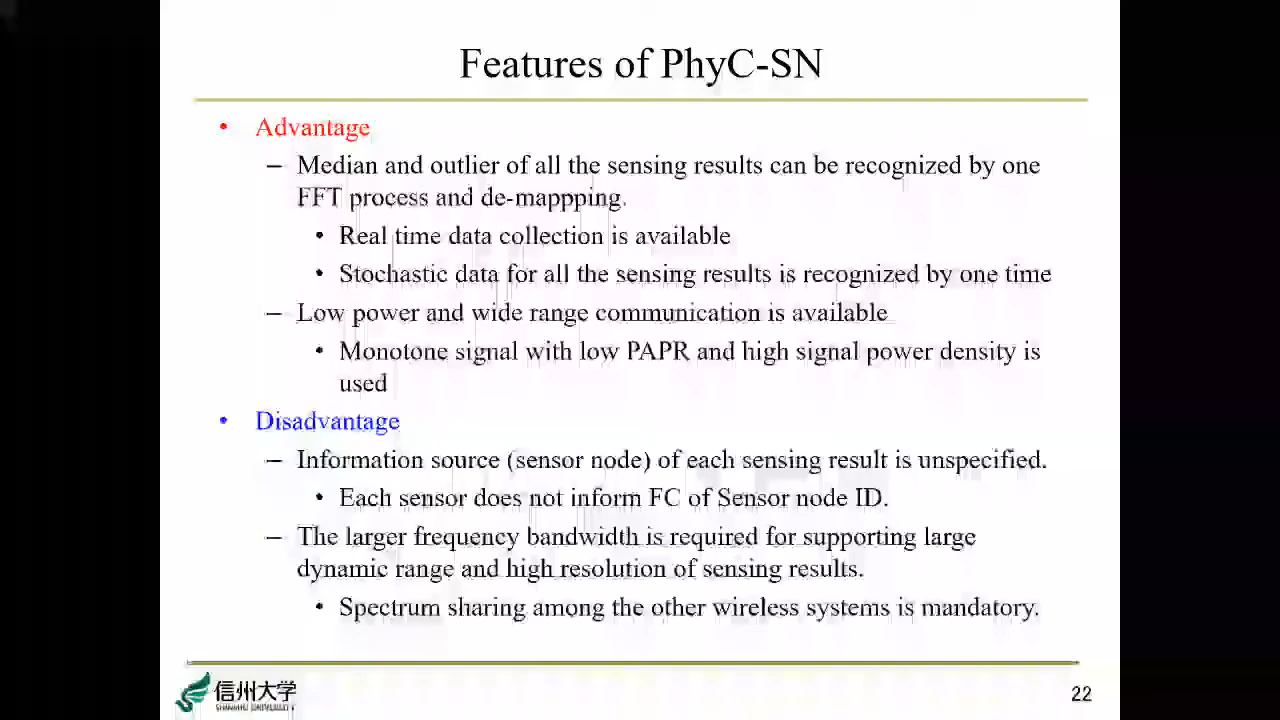 Features of PhyC-SN
• Advantage
– Median and outlier of all the sensing results can be recognized by one
FFT process and de-mappping.
• Real time data collection is available
• Stochastic data for all the sensing results is recognized by one time
– Low power and wide range communication is available
• Monotone signal with low PAPR and high signal power density is
used
• Disadvantage
– Information source (sensor node) of each sensing result is unspecified.
• Each sensor does not inform FC of Sensor node ID.
– The larger frequency bandwidth is required for supporting large
dynamic range and high resolution of sensing results.
• Spectrum sharing among the other wireless systems is mandatory.
信州大学
SHINSHU UNIVERSITY
22